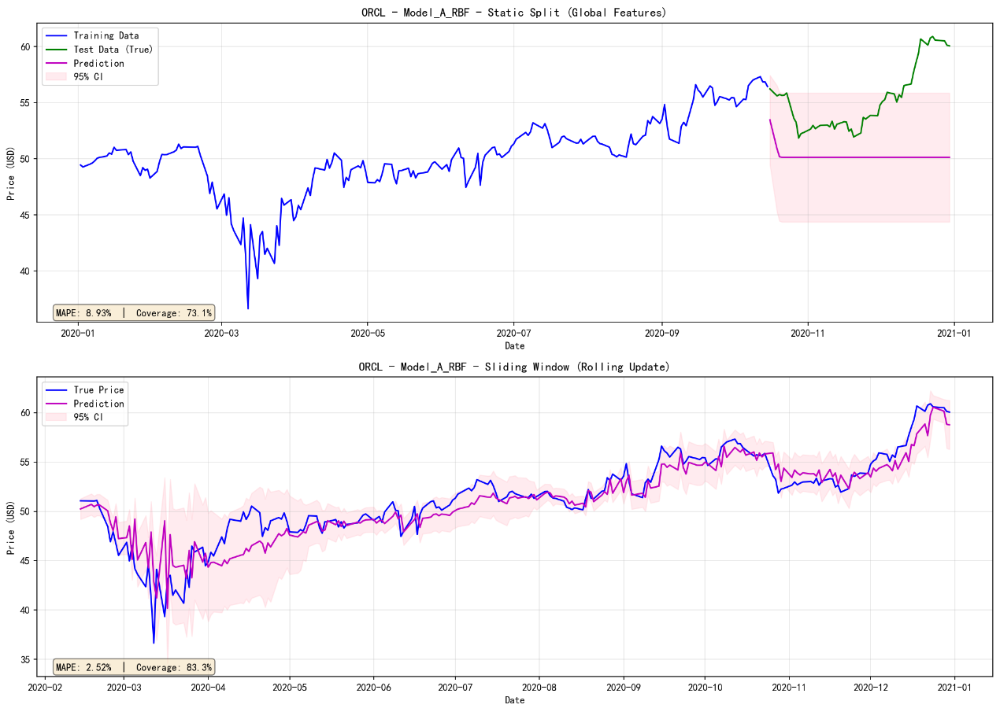 ORCL - Model_A_RBF - Static Split (Global Features)
Training Data
Test Data (True)
Prediction
95% CI
60
55
50
45
40
Price (USD)
MAPE: 8.93% | Coverage: 73.1%
2020-01
2020-03
2020-05
2020-07
2020-09
2020-11
2021-01
Date
ORCL - Model_A_RBF - Sliding Window (Rolling Update)
True Price
Prediction
95% CI
60
55
50
45
40
35
Price (USD)
MAPE: 2.52% | Coverage: 83.3%
2020-02
2020-03
2020-04
2020-05
2020-06
2020-07
2020-08
2020-09
2020-10
2020-11
2020-12
2021-01
Date